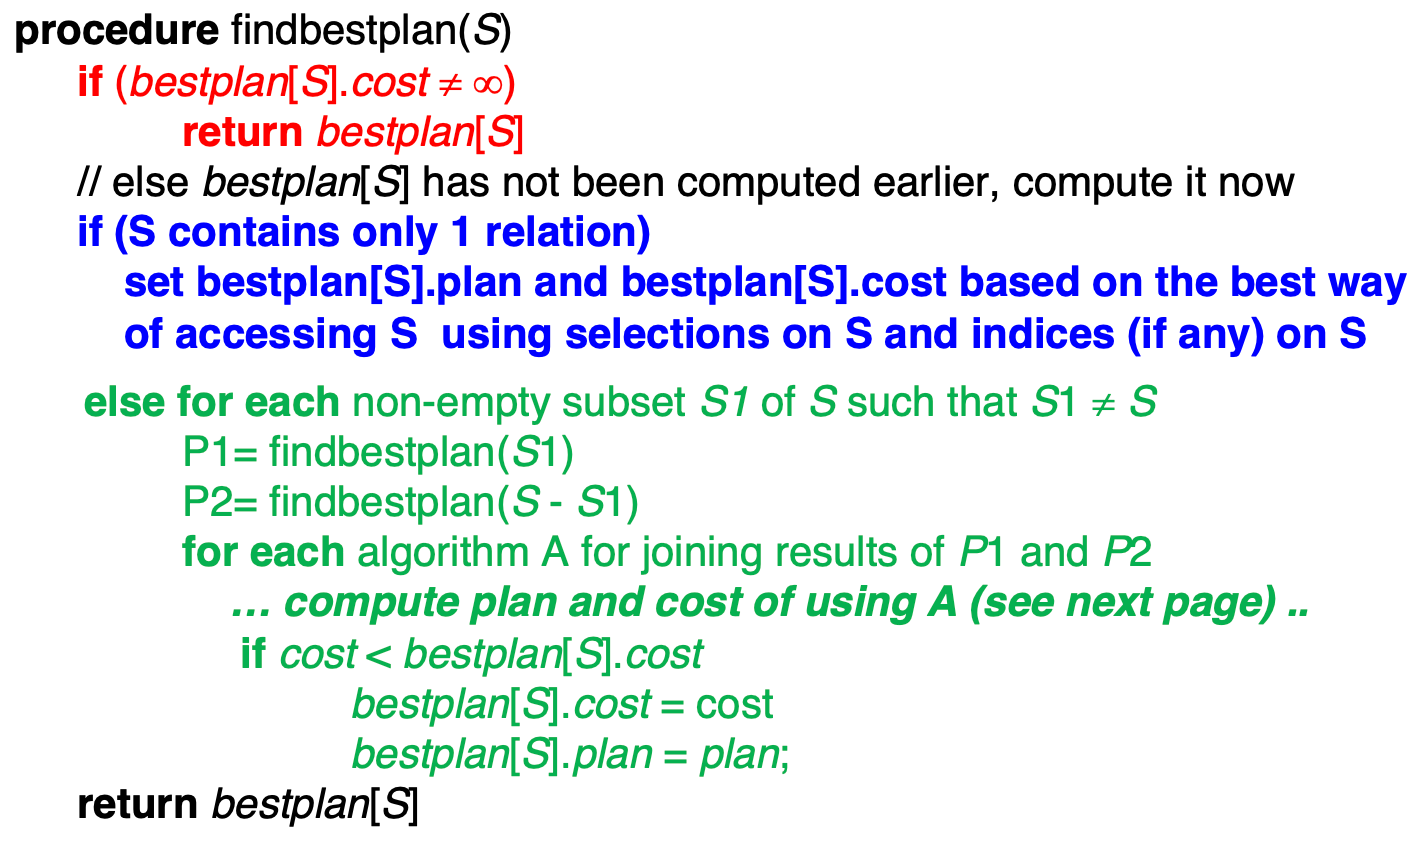 procedure findbestplan(S)
if (bestplan[S].cost ≠ ∞)
return bestplan[S]
// else bestplan[S] has not been computed earlier, compute it now
if (S contains only 1 relation)
set bestplan[S].plan and bestplan[S].cost based on the best way
of accessing S  using selections on S and indices (if any) on S
else for each non-empty subset S1 of S such that S1 ≠ S
P1= findbestplan(S1)
P2= findbestplan(S - S1)
for each algorithm A for joining results of P1 and P2
… compute plan and cost of using A (see next page) ..
if cost < bestplan[S].cost
bestplan[S].cost = cost
bestplan[S].plan = plan;
return bestplan[S]